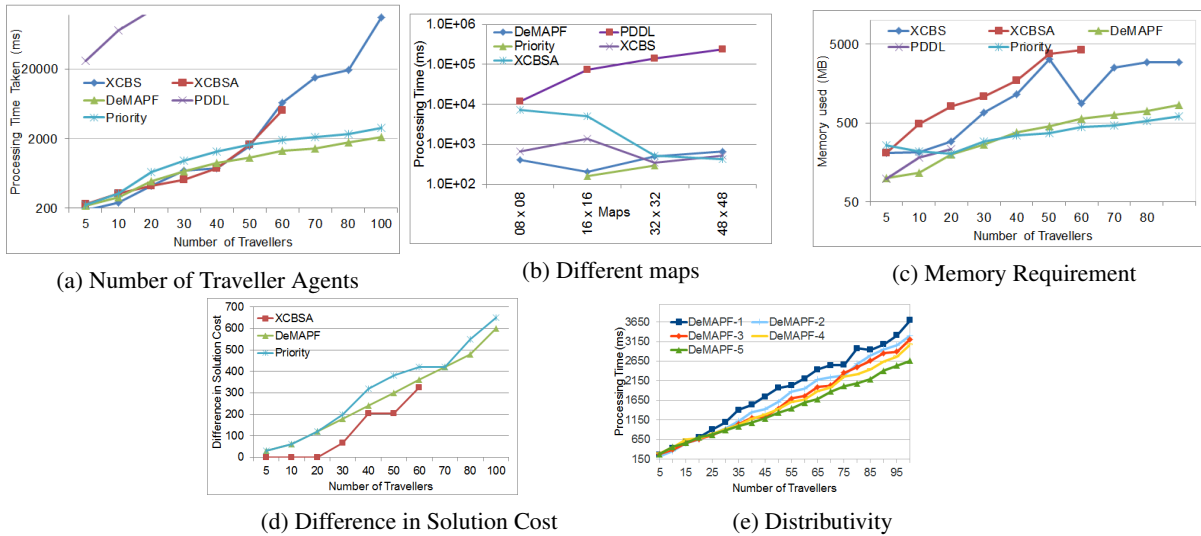 Processing Time Taken (ms)
20000
2000
200
XCBS
XCBSA
DeMAPF
PDDL
Priority
5 10 20 30 40 50 60 70 80 100
Number of Travellers
(a) Number of Traveller Agents
Processing Time (ms)
1.0E+06
1.0E+05
1.0E+04
1.0E+03
1.0E+02
DeMAPF
PDDL
Priority
XCBS
XCBSA
08 x 08
16 x 16
32 x 32
48 x 48
Maps
(b) Different maps
Memory used (MB)
5000
500
50
XCBS
XCBSA
DeMAPF
PDDL
Priority
5 10 20 30 40 50 60 70 80
Number of Travellers
(c) Memory Requirement
Difference in Solution Cost
700
600
500
400
300
200
100
0
XCBSA
DeMAPF
Priority
5 10 20 30 40 50 60 70 80 100
Number of Travellers
(d) Difference in Solution Cost
Processing Time (ms)
3650
3150
2650
2150
1650
1150
650
150
DeMAPF-1
DeMAPF-2
DeMAPF-3
DeMAPF-4
DeMAPF-5
5 15 25 35 45 55 65 75 85 95
Number of Travellers
(e) Distributivity